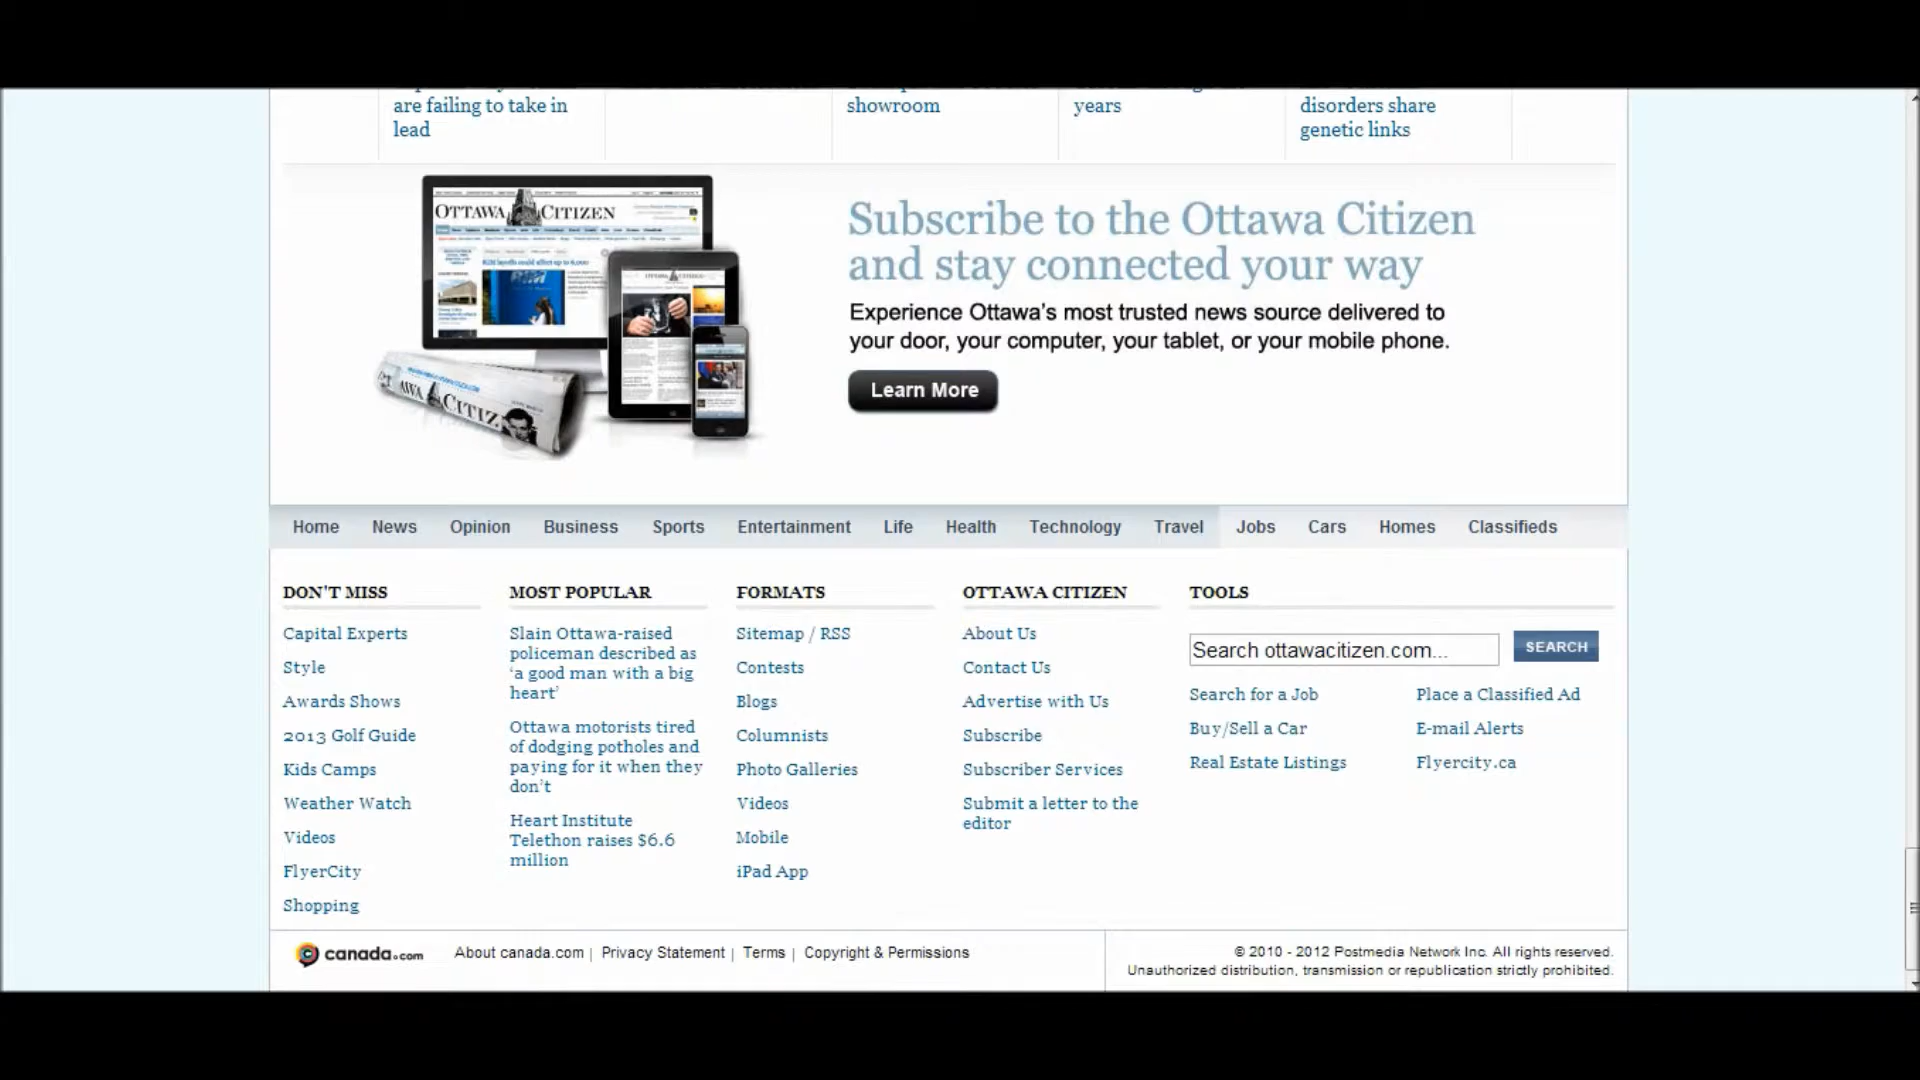 are failing to take in
lead
showroom
years
disorders share
genetic links
OTTAWA CITIZEN
Subscribe to the Ottawa Citizen
and stay connected your way
Experience Ottawa's most trusted news source delivered to
your door, your computer, your tablet, or your mobile phone.
Learn More
Home News Opinion Business Sports Entertainment Life Health Technology Travel Jobs Cars Homes Classifieds
DON'T MISS
Capital Experts
Style
Awards Shows
2013 Golf Guide
Kids Camps
Weather Watch
Videos
FlyerCity
Shopping
MOST POPULAR
Slain Ottawa-raised
policeman described as
‘a good man with a big
heart’
Ottawa motorists tired
of dodging potholes and
paying for it when they
don’t
Heart Institute
Telethon raises $6.6
million
FORMATS
Sitemap / RSS
Contests
Blogs
Columnists
Photo Galleries
Videos
Mobile
iPad App
OTTAWA CITIZEN
About Us
Contact Us
Advertise with Us
Subscribe
Subscriber Services
Submit a letter to the
editor
TOOLS
Search ottawacitizen.com... SEARCH
Search for a Job
Buy/Sell a Car
Real Estate Listings
Place a Classified Ad
E-mail Alerts
Flyercity.ca
canada.com About canada.com | Privacy Statement | Terms | Copyright & Permissions
© 2010 - 2012 Postmedia Network Inc. All rights reserved.
Unauthorized distribution, transmission or republication strictly prohibited.